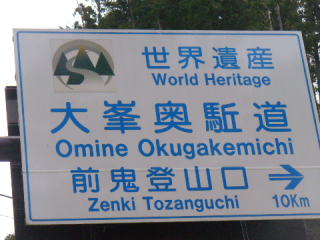 世界遺産
World Heritage
大峯奥駈道
Omine Okugakemichi
前鬼登山口
Zenki Tozanguchi
10Km